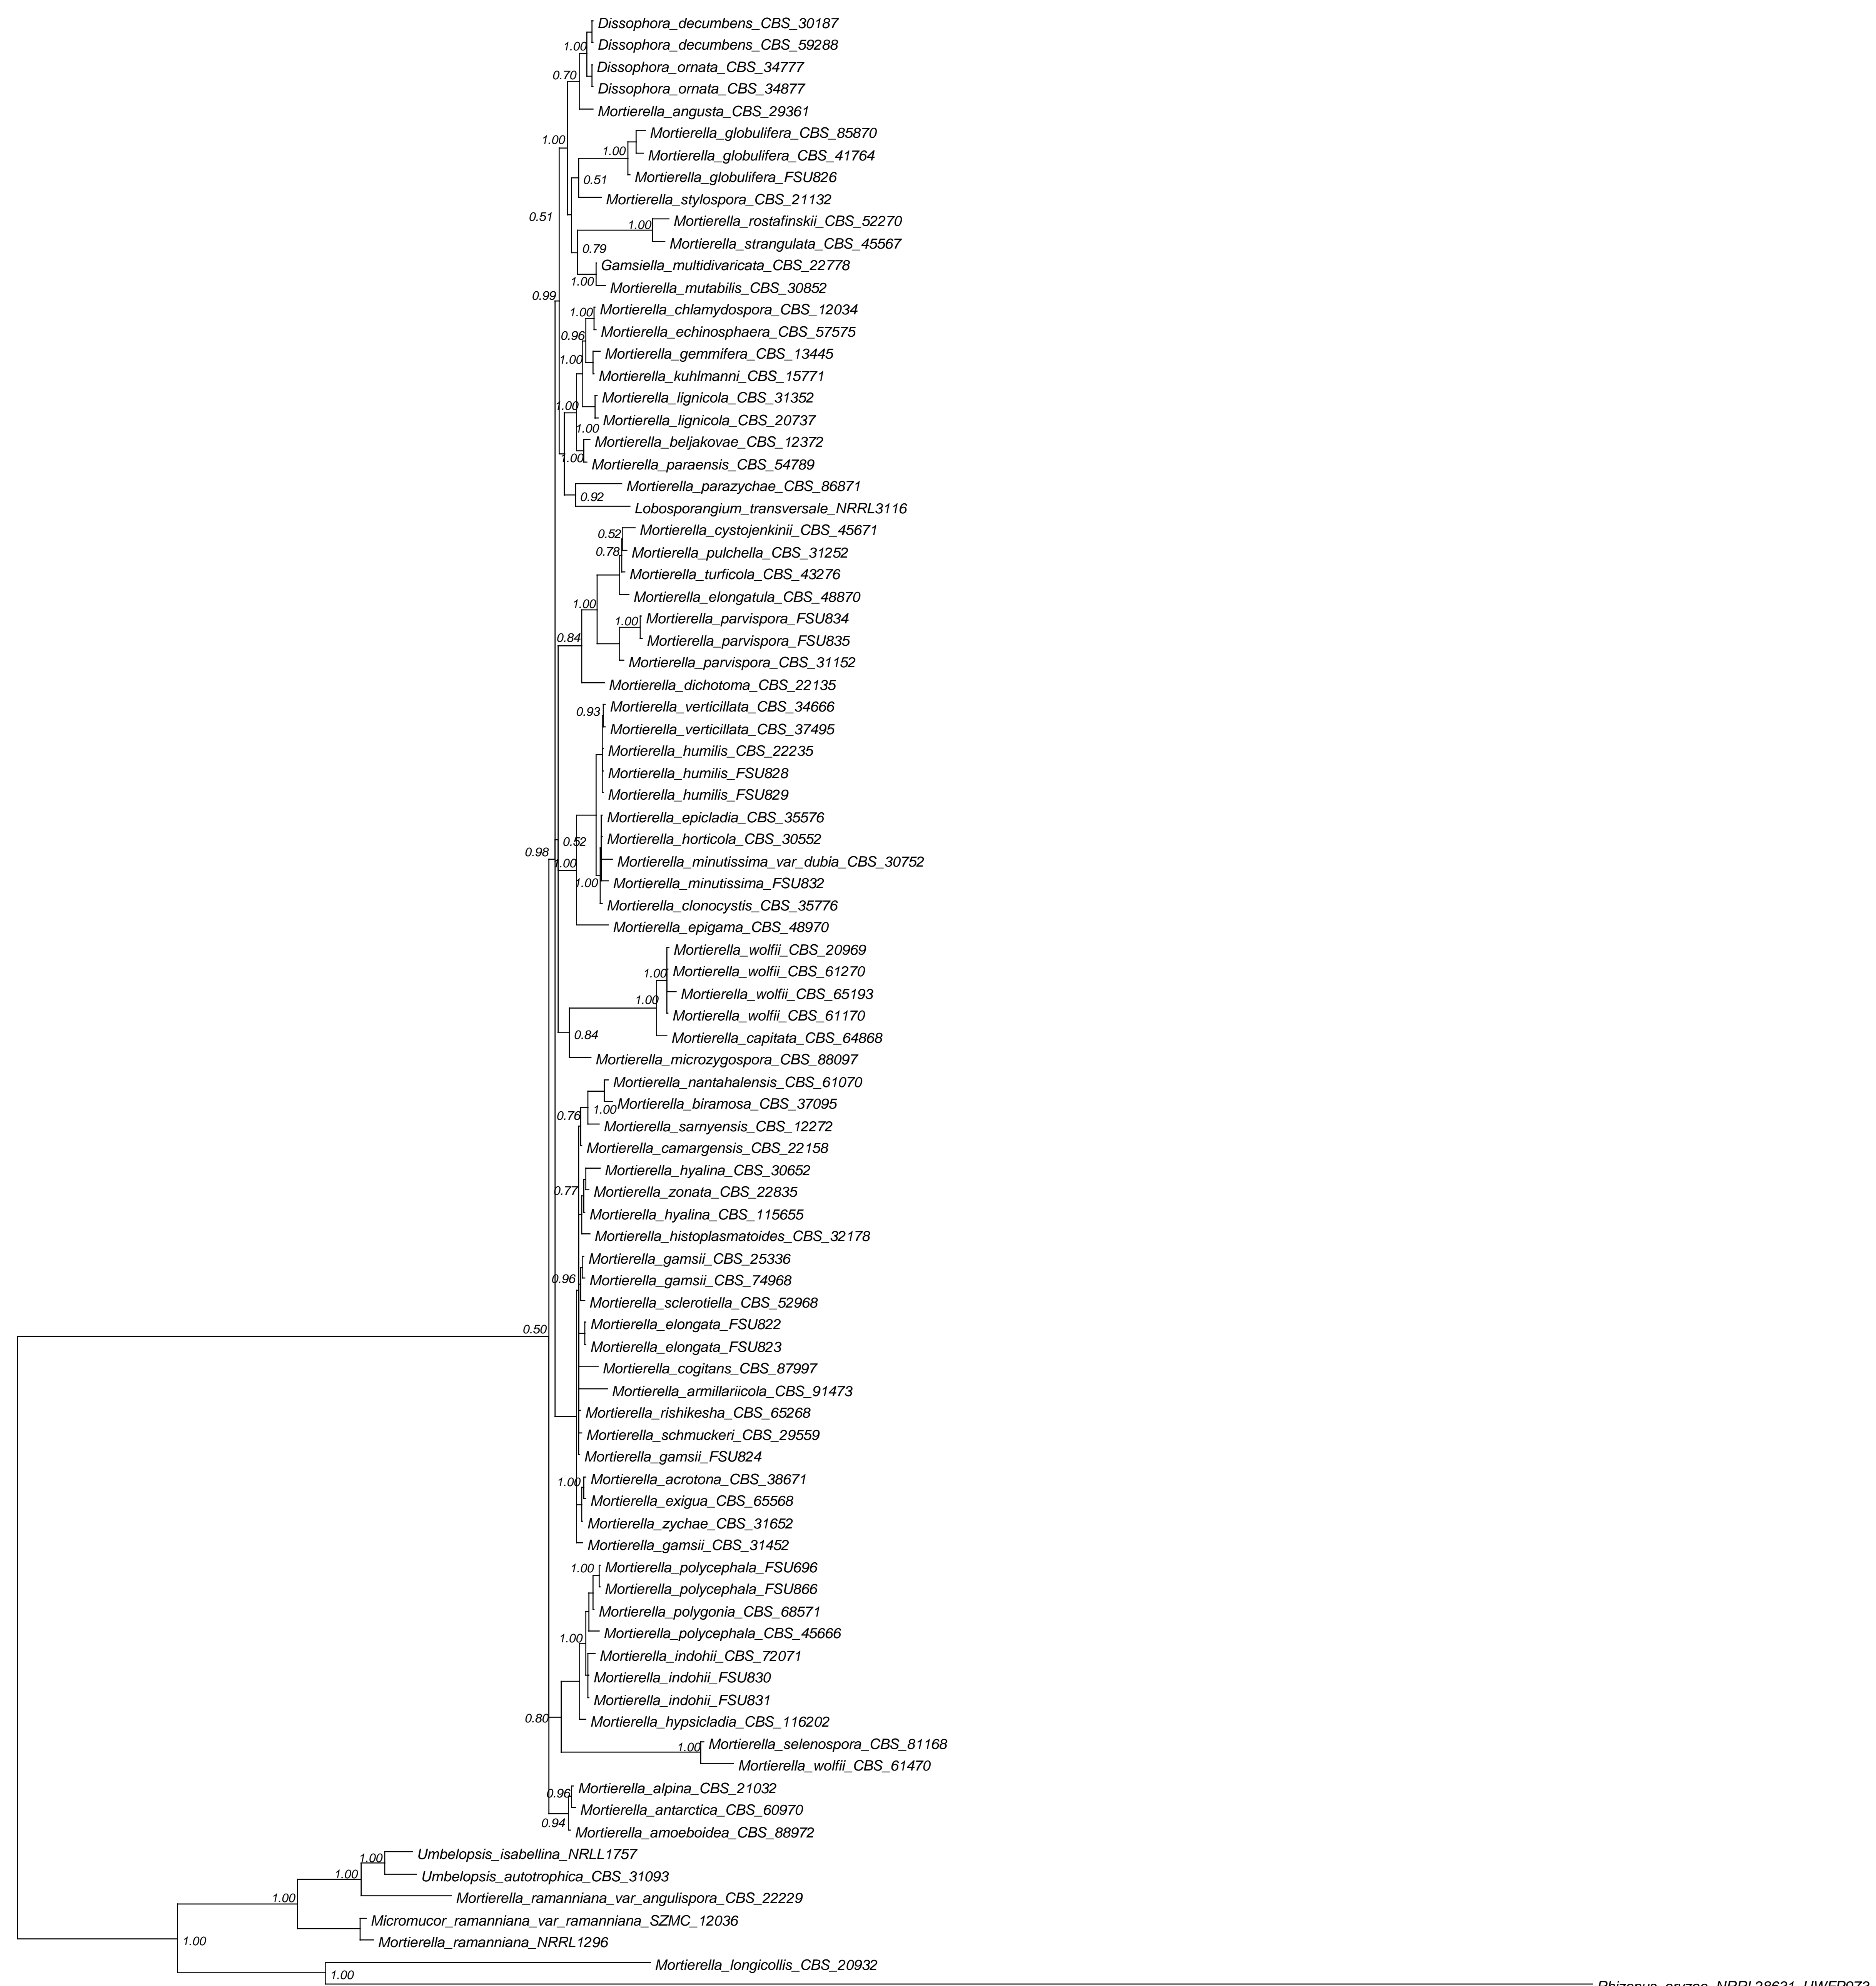 Dissophora_decumbens_CBS_30187
Dissophora_decumbens_CBS_59288
1.00
Dissophora_ornata_CBS_34777
0.70
Dissophora_ornata_CBS_34877
Mortierella_angusta_CBS_29361
Mortierella_globulifera_CBS_85870
1.00
1.00
Mortierella_globulifera_CBS_41764
Mortierella_globulifera_FSU826
0.51
Mortierella_stylospora_CBS_21132
0.51
Mortierella_rostafinskii_CBS_52270
1.00
Mortierella_strangulata_CBS_45567
0.79
Gamsiella_multidivaricata_CBS_22778
1.00
Mortierella_mutabilis_CBS_30852
0.99
Mortierella_chlamydospora_CBS_12034
1.00
Mortierella_echinosphaera_CBS_57575
0.96
Mortierella_gemmifera_CBS_13445
1.00
Mortierella_kuhlmanni_CBS_15771
Mortierella_lignicola_CBS_31352
1.00
Mortierella_lignicola_CBS_20737
1.00
Mortierella_beljakovae_CBS_12372
1.00
Mortierella_paraensis_CBS_54789
Mortierella_parazychae_CBS_86871
0.92
Lobosporangium_transversale_NRRL3116
Mortierella_cystojenkinii_CBS_45671
0.52
0.78
Mortierella_pulchella_CBS_31252
Mortierella_turficola_CBS_43276
Mortierella_elongatula_CBS_48870
1.00
Mortierella_parvispora_FSU834
1.00
0.84
Mortierella_parvispora_FSU835
Mortierella_parvispora_CBS_31152
Mortierella_dichotoma_CBS_22135
Mortierella_verticillata_CBS_34666
0.93
Mortierella_verticillata_CBS_37495
Mortierella_humilis_CBS_22235
Mortierella_humilis_FSU828
Mortierella_humilis_FSU829
Mortierella_epicladia_CBS_35576
Mortierella_horticola_CBS_30552
0.52
0.98
1.00
Mortierella_minutissima_var_dubia_CBS_30752
1.00
Mortierella_minutissima_FSU832
Mortierella_clonocystis_CBS_35776
Mortierella_epigama_CBS_48970
Mortierella_wolfii_CBS_20969
1.00
Mortierella_wolfii_CBS_61270
1.00
Mortierella_wolfii_CBS_65193
Mortierella_wolfii_CBS_61170
0.84
Mortierella_capitata_CBS_64868
Mortierella_microzygospora_CBS_88097
Mortierella_nantahalensis_CBS_61070
1.00
Mortierella_biramosa_CBS_37095
0.76
Mortierella_sarnyensis_CBS_12272
Mortierella_camargensis_CBS_22158
Mortierella_hyalina_CBS_30652
0.77
Mortierella_zonata_CBS_22835
Mortierella_hyalina_CBS_115655
Mortierella_histoplasmatoides_CBS_32178
Mortierella_gamsii_CBS_25336
0.96
Mortierella_gamsii_CBS_74968
Mortierella_sclerotiella_CBS_52968
0.50
Mortierella_elongata_FSU822
Mortierella_elongata_FSU823
Mortierella_cogitans_CBS_87997
Mortierella_armillariicola_CBS_91473
Mortierella_rishikesha_CBS_65268
Mortierella_schmuckeri_CBS_29559
Mortierella_gamsii_FSU824
1.00
Mortierella_acrotona_CBS_38671
Mortierella_exigua_CBS_65568
Mortierella_zychae_CBS_31652
Mortierella_gamsii_CBS_31452
1.00
Mortierella_polycephala_FSU696
Mortierella_polycephala_FSU866
Mortierella_polygonia_CBS_68571
1.00
Mortierella_polycephala_CBS_45666
Mortierella_indohii_CBS_72071
Mortierella_indohii_FSU830
Mortierella_indohii_FSU831
0.80
Mortierella_hypsicladia_CBS_116202
1.00
Mortierella_selenospora_CBS_81168
Mortierella_wolfii_CBS_61470
0.96
Mortierella_alpina_CBS_21032
Mortierella_antarctica_CBS_60970
0.94
Mortierella_amoeboidea_CBS_88972
1.00
Umbelopsis_isabellina_NRLL1757
1.00
Umbelopsis_autotrophica_CBS_31093
1.00
Mortierella_ramanniana_var_angulispora_CBS_22229
Micromucor_ramanniana_var_ramanniana_SZMC_12036
1.00
Mortierella_ramanniana_NRRL1296
Mortierella_longicollis_CBS_20932
1.00